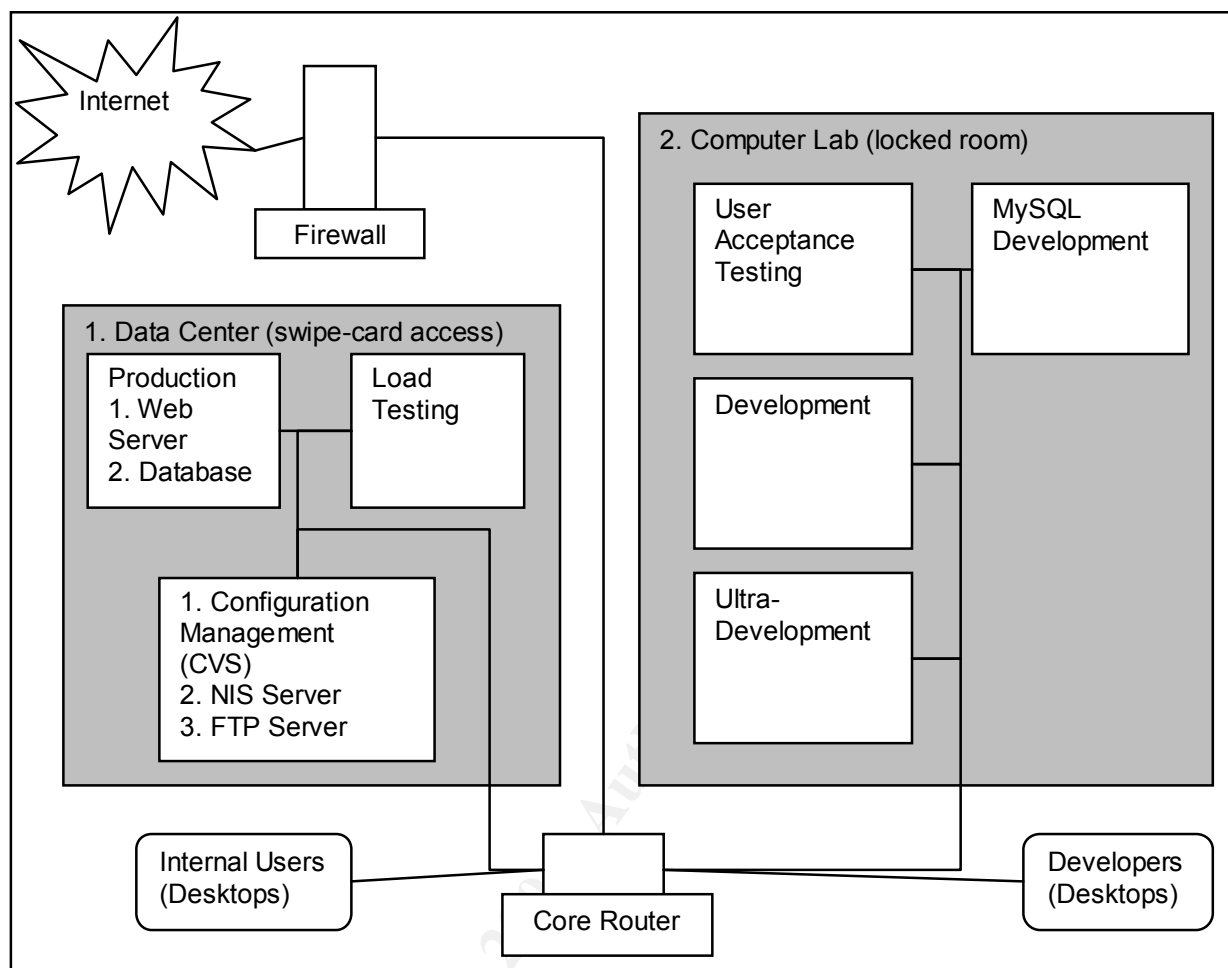 Internet
Firewall
2. Computer Lab (locked room)
User
Acceptance
Testing
MySQL
Development
Development
Ultra-
Development
1. Data Center (swipe-card access)
Production
1. Web
Server
2. Database
Load
Testing
1. Configuration
Management
(CVS)
2. NIS Server
3. FTP Server
Internal Users
(Desktops)
Core Router
Developers
(Desktops)